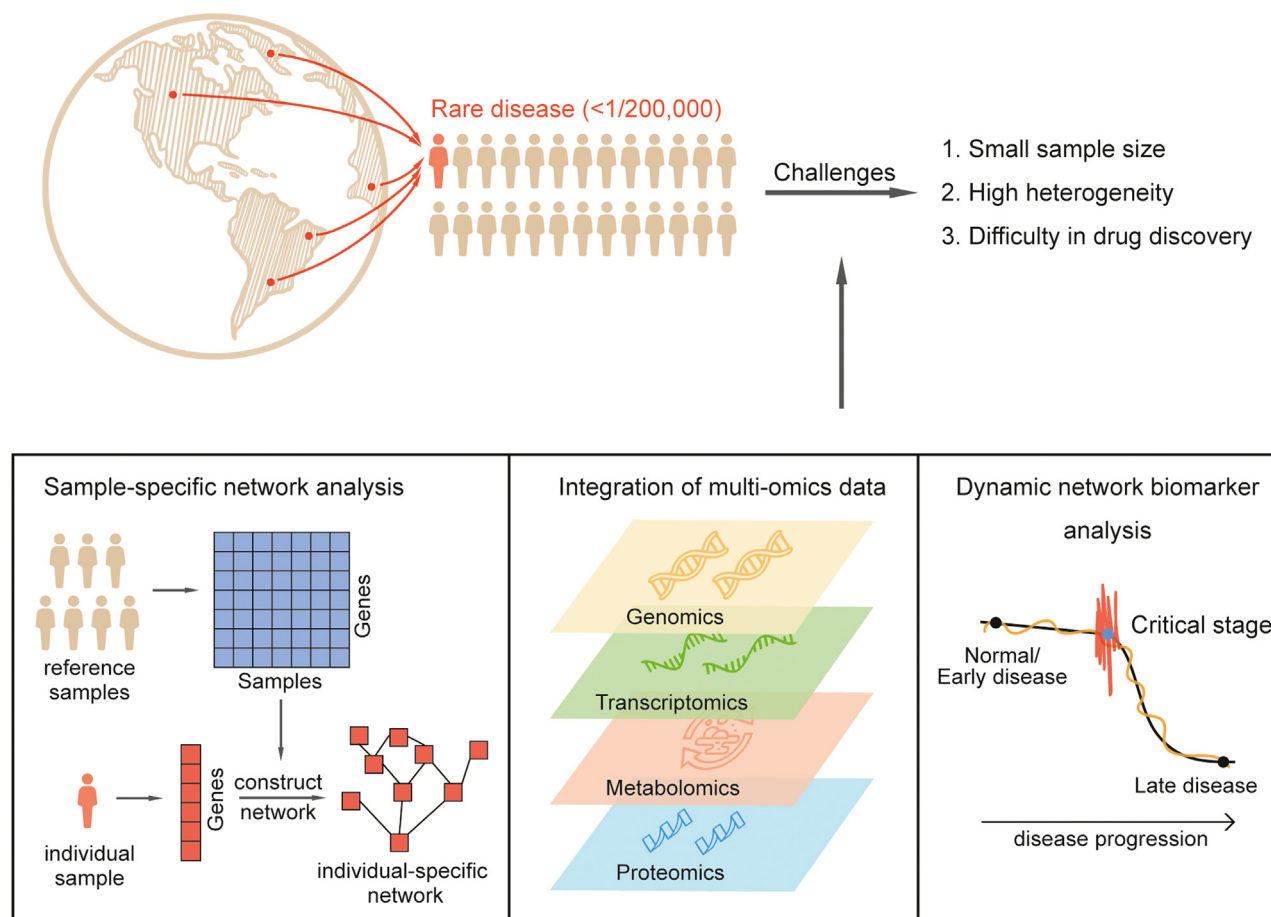 Rare disease (<1/200,000)
Challenges
1. Small sample size
2. High heterogeneity
3. Difficulty in drug discovery
Sample-specific network analysis
reference
samples
Genes
Samples
individual
sample
Genes
construct
network
individual-specific
network
Integration of multi-omics data
Genomics
Transcriptomics
Metabolomics
Proteomics
Dynamic network biomarker
analysis
Critical stage
Normal/
Early disease
Late disease
disease progression